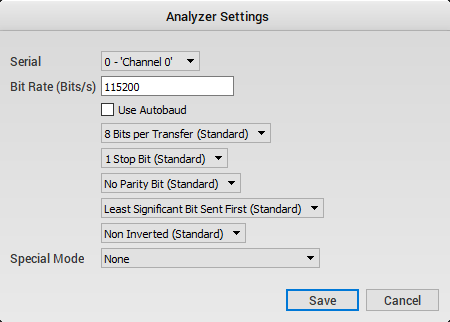 Analyzer Settings
Serial 0 - 'Channel 0'
Bit Rate (Bits/s) 115200
Use Autobaud
8 Bits per Transfer (Standard)
1 Stop Bit (Standard)
No Parity Bit (Standard)
Least Significant Bit Sent First (Standard)
Non Inverted (Standard)
Special Mode None
Save Cancel